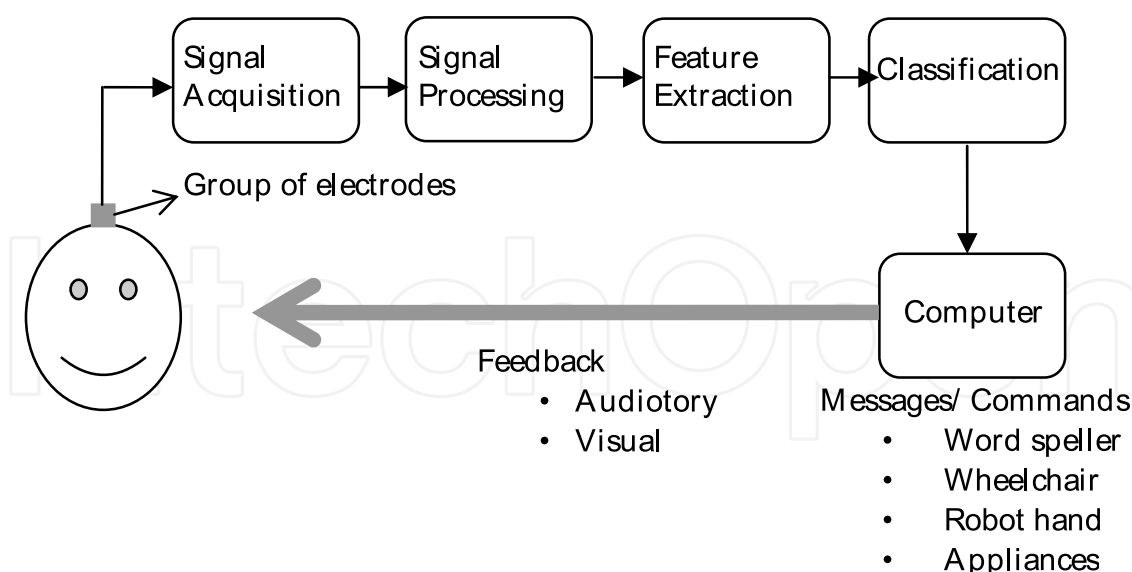 Signal
Acquisition
Signal
Processing
Feature
Extraction
Classification
Group of electrodes
Computer
Feedback
• Audiotory
• Visual
Messages/ Commands
• Word speller
• Wheelchair
• Robot hand
• Appliances
IntechOpen